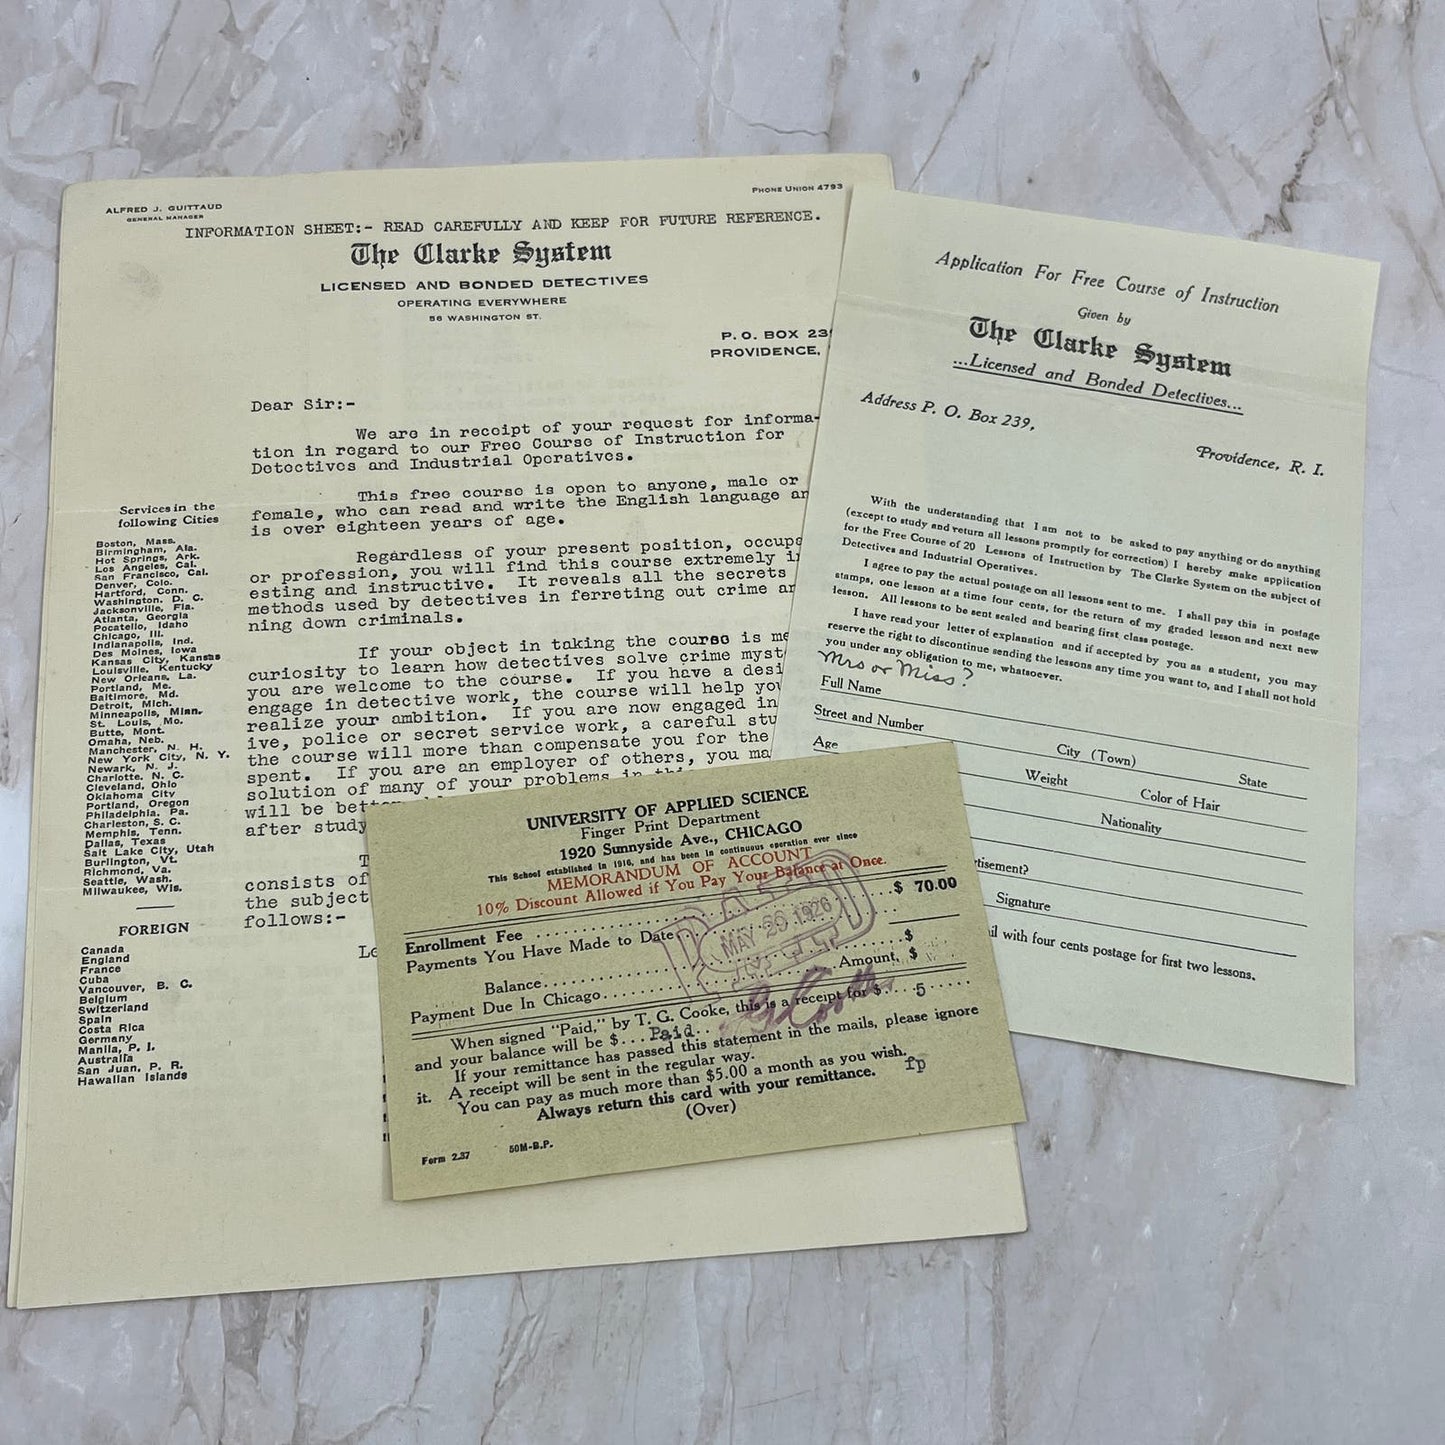 ALFRED J. GUITTAUD
GENERAL MANAGER
PHONE UNION 4793
INFORMATION SHEET:- READ CAREFULLY AND KEEP FOR FUTURE REFERENCE.
The Clarke System
LICENSED AND BONDED DETECTIVES
OPERATING EVERYWHERE
56 WASHINGTON ST.
P. O. BOX 239
PROVIDENCE,
Dear Sir:-
We are in receipt of your request for informa-
tion in regard to our Free Course of Instruction for
Detectives and Industrial Operatives.
This free course is open to anyone, male or
female, who can read and write the English language an
is over eighteen years of age.
Regardless of your present position, occupa
or profession, you will find this course extremely in
esting and instructive. It reveals all the secrets
methods used by detectives in ferreting out crime an
ning down criminals.
If your object in taking the course is me
curiosity to learn how detectives solve crime myst
you are welcome to the course. If you have a desi
engage in detective work, the course will help you
realize your ambition. If you are now engaged in
ive, police or secret service work, a careful stu
the course will more than compensate you for the
spent. If you are an employer of others, you ma
solution of many of your problems in this
will be bett
after study
T
consists of
the subject
follows:-
Le
Services in the
following Cities
Boston, Mass.
Birmingham, Ala.
Hot Springs, Ark.
Los Angeles, Cal.
San Francisco, Cal.
Denver, Colo.
Hartford, Conn.
Washington, D. C.
Jacksonville, Fla.
Atlanta, Georgia
Pocatello, Idaho
Chicago, Ill.
Indianapolis, Ind.
Des Moines, Iowa
Kansas City, Kansas
Louisville, Kentucky
New Orleans, La.
Portland, Me.
Baltimore, Md.
Detroit, Mich.
Minneapolis, Minn.
St. Louis, Mo.
Butte, Mont.
Omaha, Neb.
Manchester, N. H.
New York City, N. Y.
Newark, N. J.
Charlotte, N. C.
Cleveland, Ohio
Oklahoma City
Portland, Oregon
Philadelphia, Pa.
Charleston, S. C.
Memphis, Tenn.
Dallas, Texas
Salt Lake City, Utah
Burlington, Vt.
Richmond, Va.
Seattle, Wash.
Milwaukee, Wis.
FOREIGN
Canada
England
France
Cuba
Vancouver, B. C.
Belgium
Switzerland
Spain
Costa Rica
Germany
Manila, P. I.
Australia
San Juan, P. R.
Hawaiian Islands
Application For Free Course of Instruction
Given by
The Clarke System
...Licensed and Bonded Detectives...
Address P. O. Box 239,
Providence, R. I.
With the understanding that I am not to be asked to pay anything or do anything
(except to study and return all lessons promptly for correction) I hereby make application
for the Free Course of 20 Lessons of Instruction by The Clarke System on the subject of
Detectives and Industrial Operatives.
I agree to pay the actual postage on all lessons sent to me. I shall pay this in postage
stamps, one lesson at a time four cents, for the return of my graded lesson and next new
lesson. All lessons to be sent sealed and bearing first class postage.
I have read your letter of explanation and if accepted by you as a student, you may
reserve the right to discontinue sending the lessons any time you want to, and I shall not hold
you under any obligation to me, whatsoever.
Mrs or Miss?
Full Name
Street and Number
City (Town)
State
Age
Weight
Color of Hair
Nationality
rtisement?
Signature
il with four cents postage for first two lessons.
UNIVERSITY OF APPLIED SCIENCE
Finger Print Department
1920 Sunnyside Ave., CHICAGO
This School established in 1916, and has been in continuous operation ever since
MEMORANDUM OF ACCOUNT
10% Discount Allowed if You Pay Your Balance at Once.
Enrollment Fee $ 70.00
Payments You Have Made to Date
PAID
MAY 29 1926
Balance $
Payment Due In Chicago Amount, $
When signed "Paid," by T. G. Cooke, this is a receipt for $ 5
and your balance will be $ Paid
If your remittance has passed this statement in the mails, please ignore
it. A receipt will be sent in the regular way.
You can pay as much more than $5.00 a month as you wish.
Always return this card with your remittance. fp
(Over)
Form 2.37 50M-B.P.